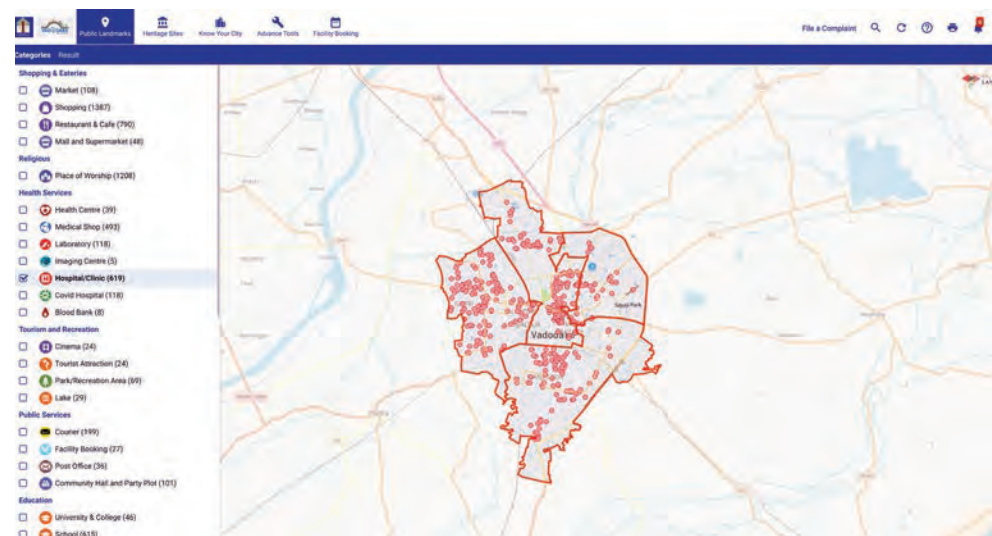 Public Landmarks
Heritage Sites
Know Your City
Advance Tools
Facility Booking
File a Complaint
Categories Result
Shopping & Eateries
Market (108)
Shopping (1387)
Restaurant & Cafe (790)
Mall and Supermarket (48)
Religious
Place of Worship (1208)
Health Services
Health Centre (39)
Medical Shop (493)
Laboratory (118)
Imaging Centre (5)
Hospital/Clinic (619)
Covid Hospital (118)
Blood Bank (8)
Tourism and Recreation
Cinema (24)
Tourist Attraction (24)
Park/Recreation Area (69)
Lake (29)
Public Services
Courier (199)
Facility Booking (27)
Post Office (36)
Community Hall and Party Plot (101)
Education
University & College (46)
School (615)
Sayaji Park